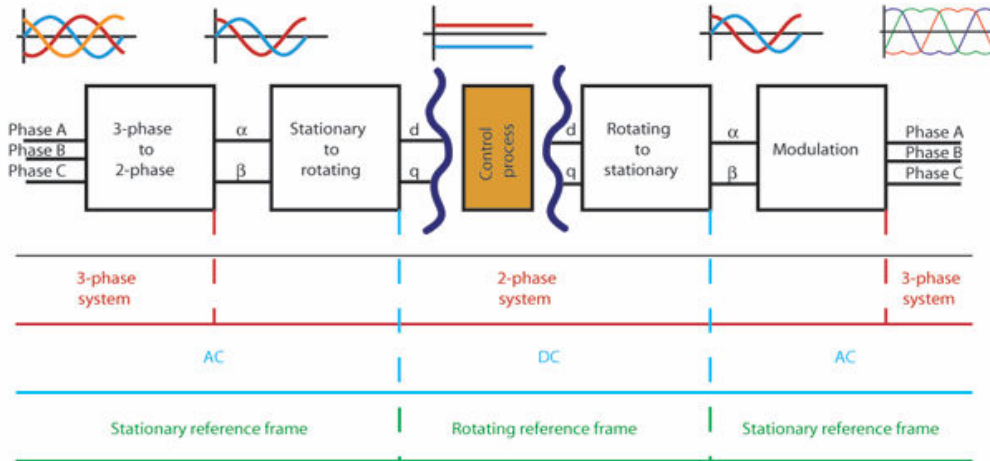 Phase A
Phase B
Phase C
3-phase
to
2-phase
α
β
Stationary
to
rotating
d
q
Control
process
d
q
Rotating
to
stationary
α
β
Modulation
Phase A
Phase B
Phase C
3-phase
system
2-phase
system
3-phase
system
AC
DC
AC
Stationary reference frame
Rotating reference frame
Stationary reference frame